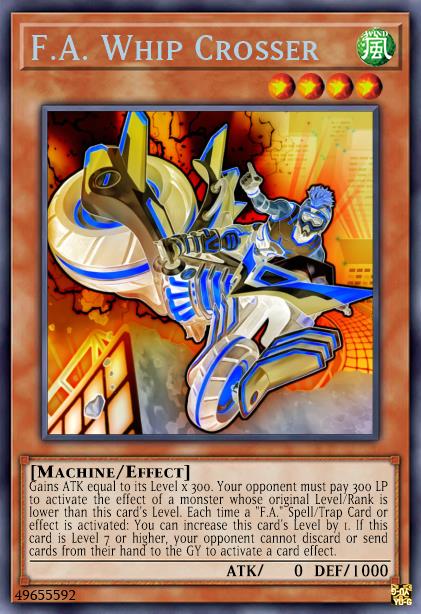 F.A. Whip Crosser
WIND
風
[Machine/Effect]
Gains ATK equal to its Level x 300. Your opponent must pay 300 LP
to activate the effect of a monster whose original Level/Rank is
lower than this card's Level. Each time a "F.A." Spell/Trap Card or
effect is activated: You can increase this card's Level by 1. If this
card is Level 7 or higher, your opponent cannot discard or send
cards from their hand to the GY to activate a card effect.
ATK/ 0 DEF/1000
49655592